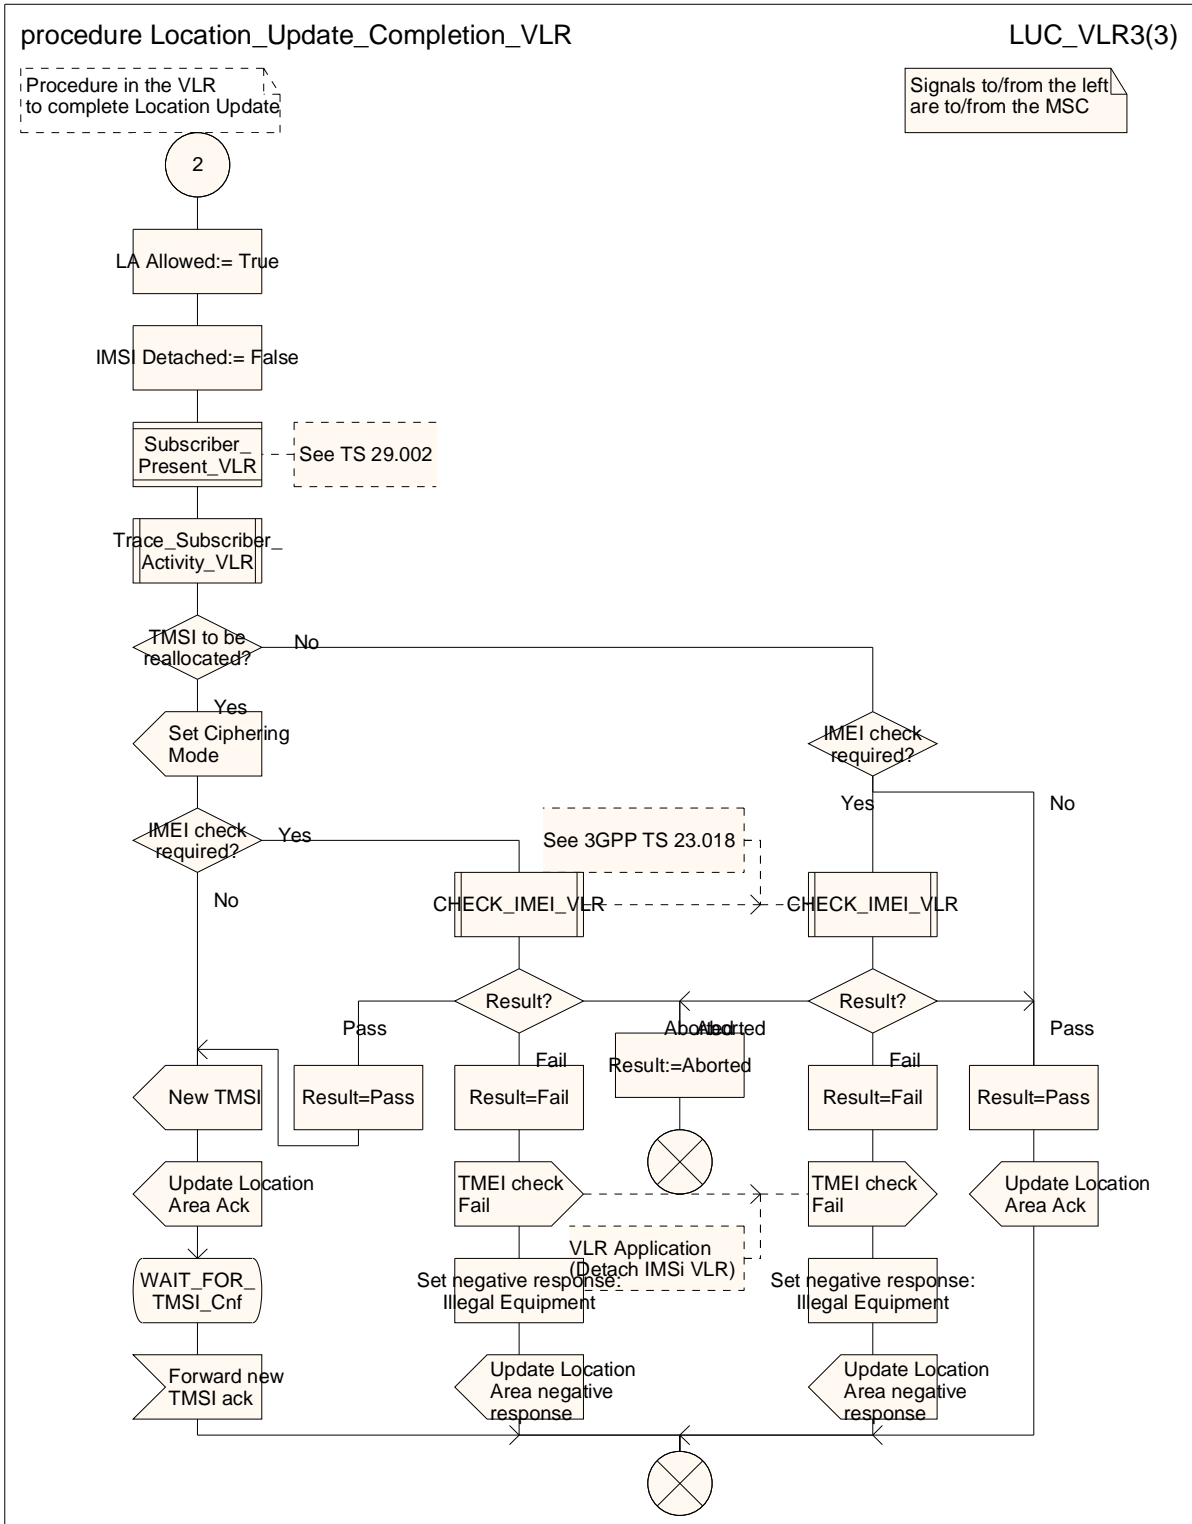 procedure Location_Update_Completion_VLR
LUC_VLR3(3)
Procedure in the VLR
to complete Location Update
Signals to/from the left
are to/from the MSC
2
LA Allowed:= True
IMSI Detached:= False
Subscriber_
Present_VLR
See TS 29.002
Trace_Subscriber_
Activity_VLR
TMSI to be
reallocated?
No
Yes
Set Ciphering
Mode
IMEI check
required?
Yes
No
IMEI check
required?
Yes
See 3GPP TS 23.018
No
CHECK_IMEI_VLR
CHECK_IMEI_VLR
Result?
Result?
Pass
Aborted
Aborted
Pass
Fail
Fail
Result:=Aborted
New TMSI
Result=Pass
Result=Fail
Result=Fail
Result=Pass
Update Location
Area Ack
TMEI check
Fail
TMEI check
Fail
Update Location
Area Ack
VLR Application
(Detach IMSi VLR)
WAIT_FOR_
TMSI_Cnf
Set negative response:
Illegal Equipment
Set negative response:
Illegal Equipment
Forward new
TMSI ack
Update Location
Area negative
response
Update Location
Area negative
response